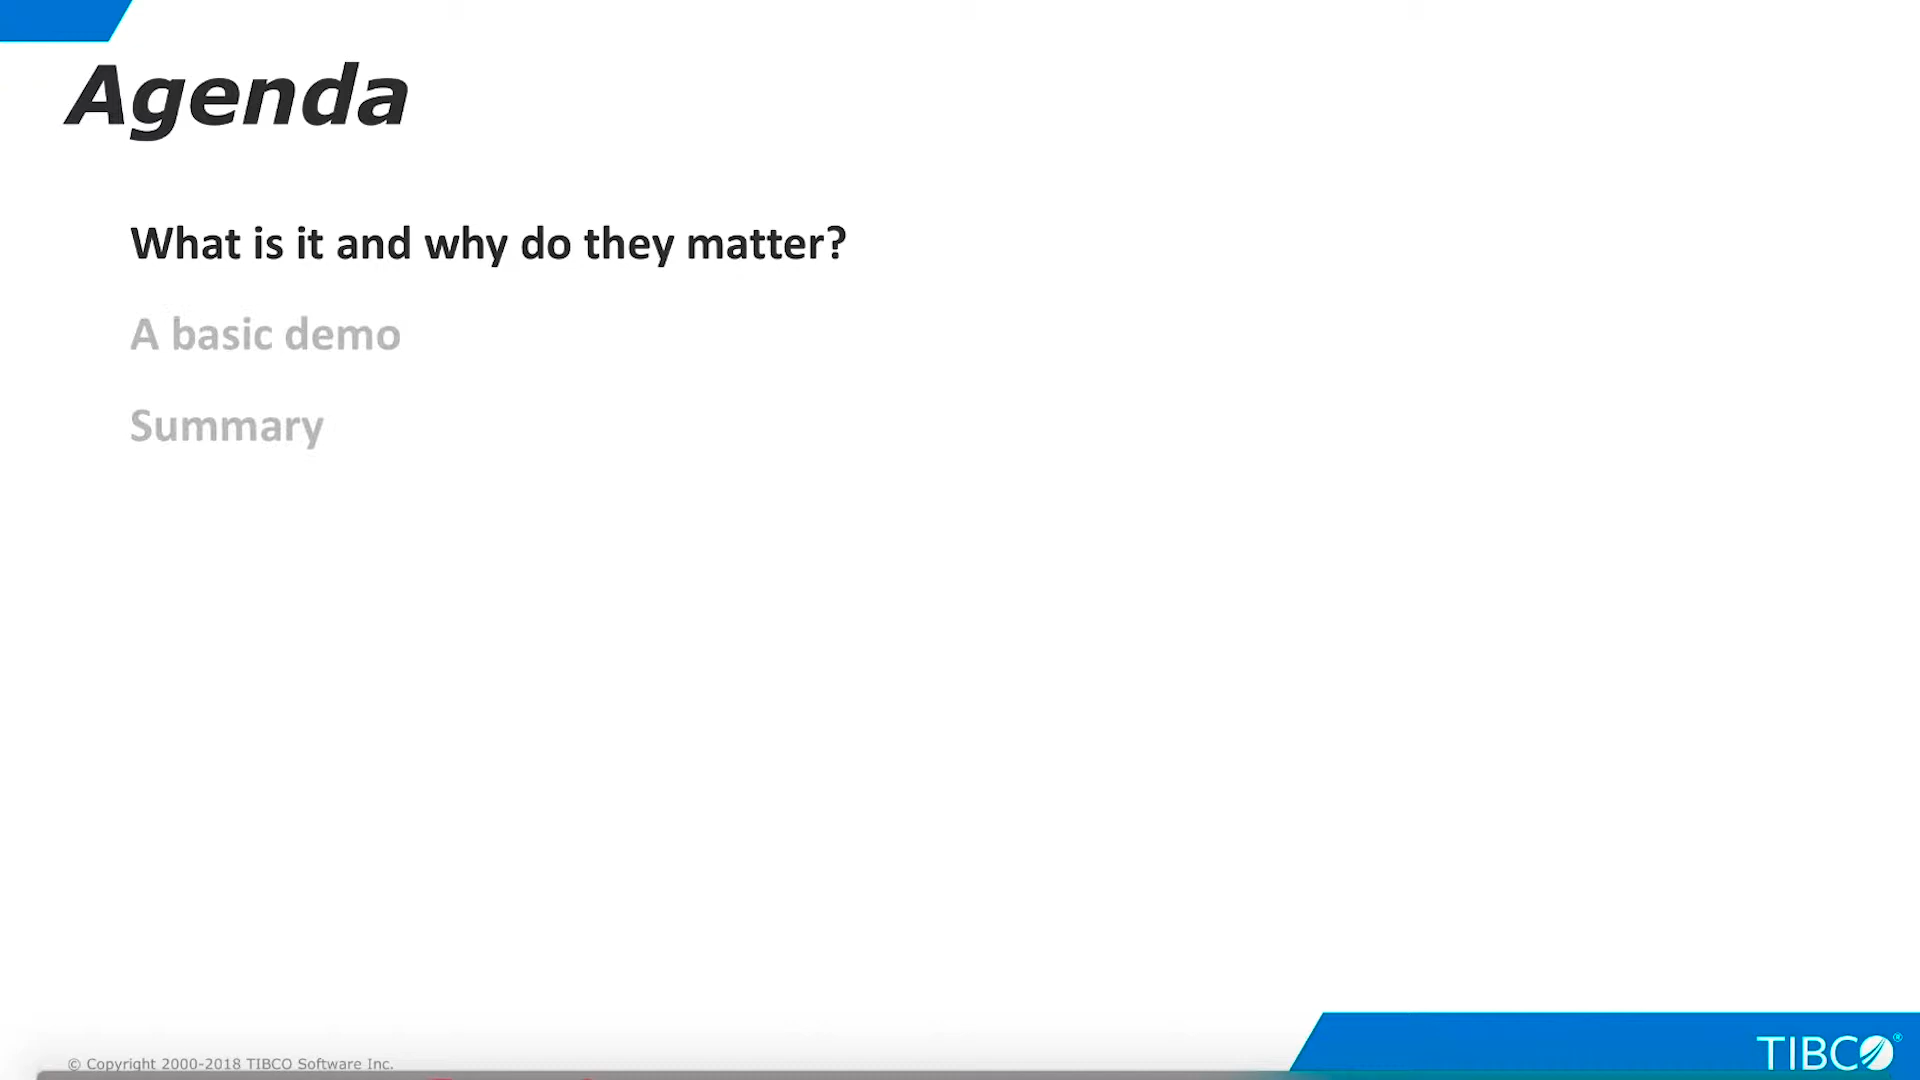 Agenda
What is it and why do they matter?
A basic demo
Summary
© Copyright 2000-2018 TIBCO Software Inc.
TIBCO®